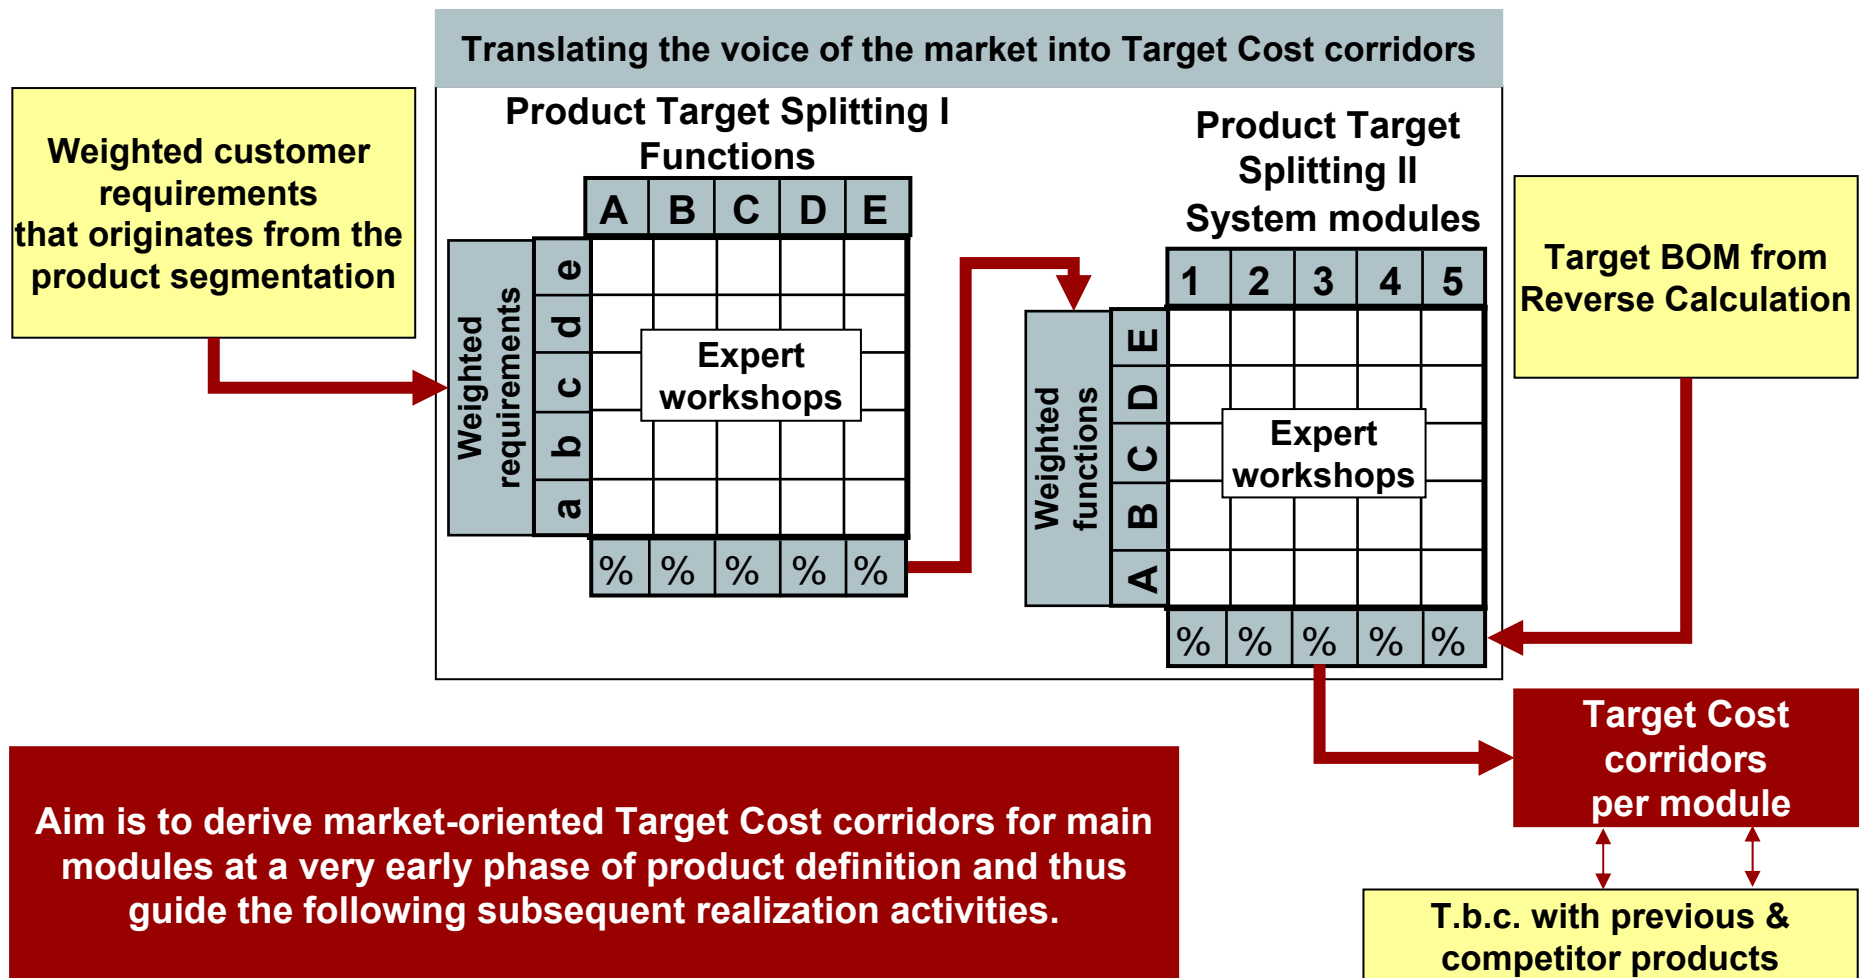 Translating the voice of the market into Target Cost corridors
Weighted customer
requirements
that originates from the
product segmentation
Product Target Splitting I
Functions
A B C D E
Weighted
requirements
e
d
c
b
a
Expert
workshops
% % % % %
Product Target
Splitting II
System modules
1 2 3 4 5
Weighted
functions
E
D
C
B
A
Expert
workshops
% % % % %
Target BOM from
Reverse Calculation
Target Cost
corridors
per module
Aim is to derive market-oriented Target Cost corridors for main
modules at a very early phase of product definition and thus
guide the following subsequent realization activities.
T.b.c. with previous &
competitor products